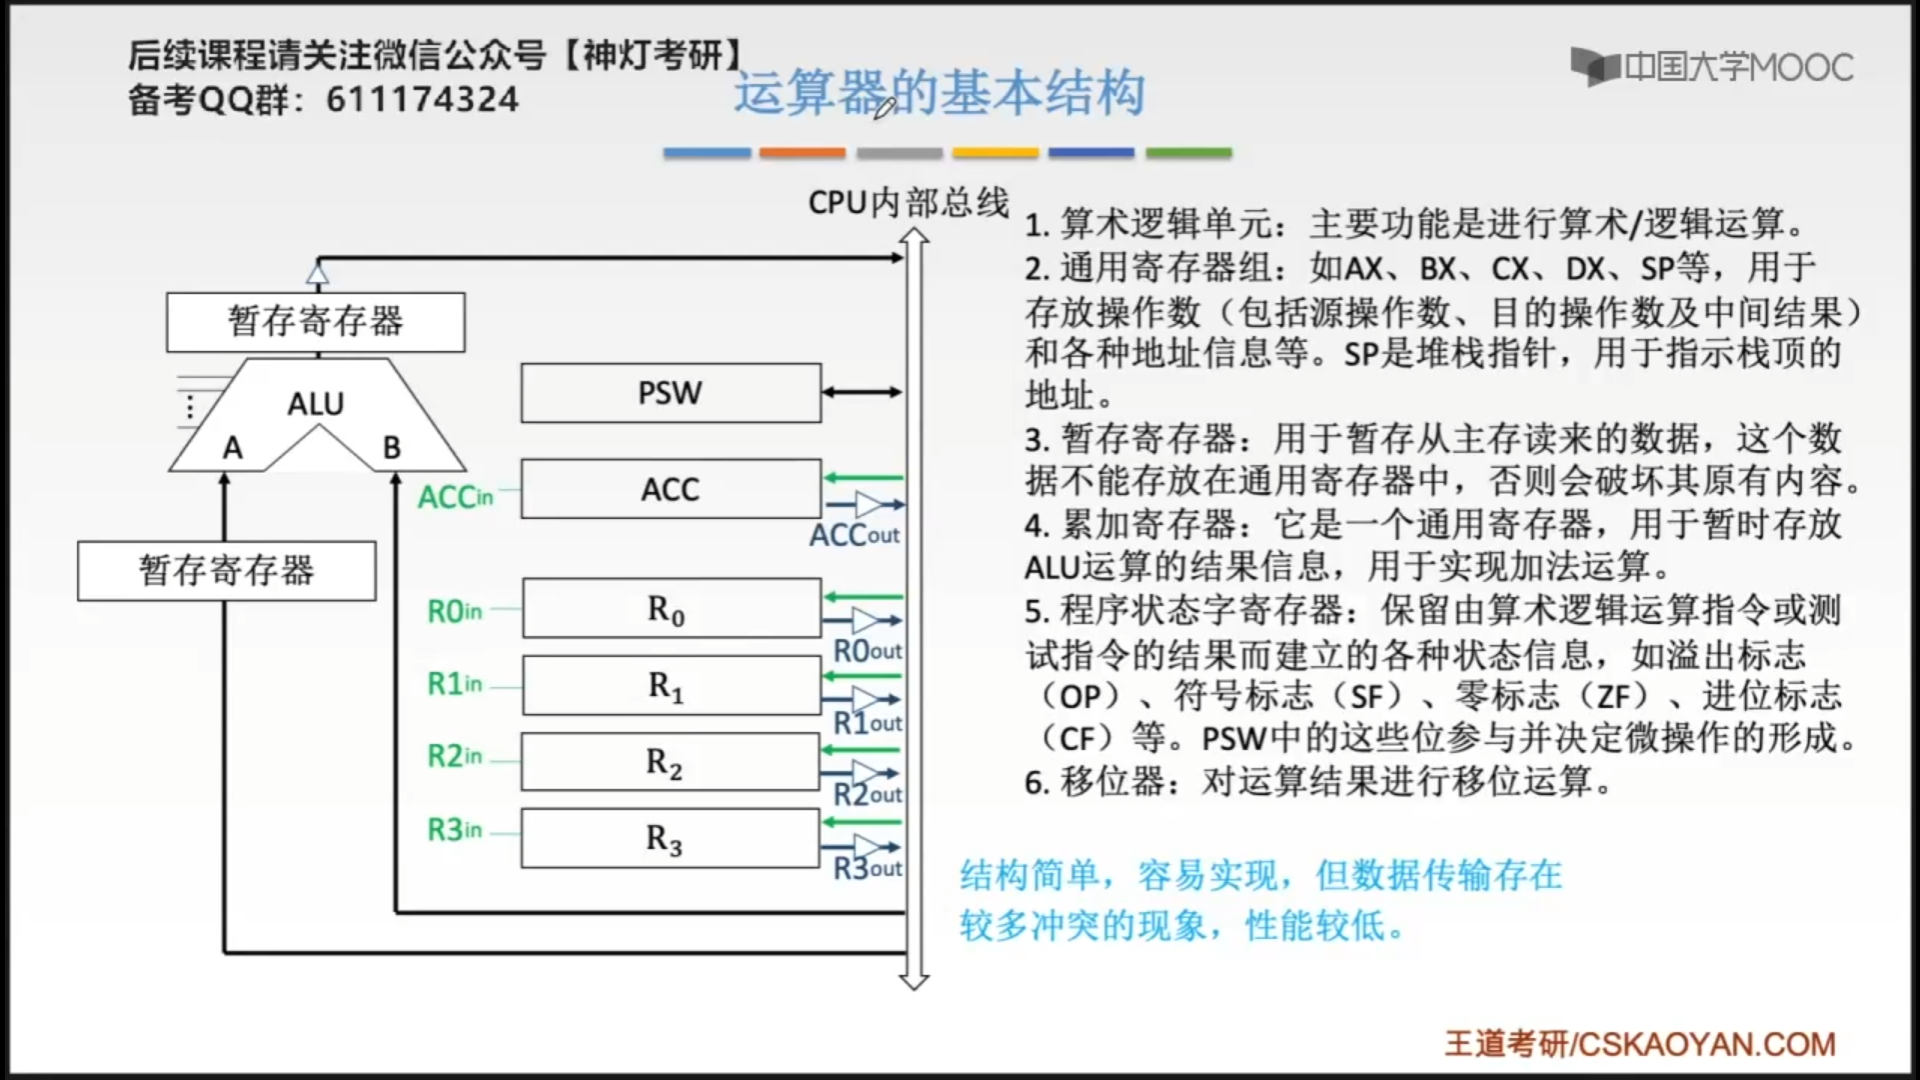 后续课程请关注微信公众号【神灯考研】
备考QQ群：611174324
中国大学MOOC
运算器的基本结构
CPU内部总线
暂存寄存器
ALU
A
B
暂存寄存器
PSW
ACCin
ACC
ACCout
R0in
R₀
R0out
R1in
R₁
R1out
R2in
R₂
R2out
R3in
R₃
R3out
1. 算术逻辑单元：主要功能是进行算术/逻辑运算。
2. 通用寄存器组：如AX、BX、CX、DX、SP等，用于
存放操作数（包括源操作数、目的操作数及中间结果）
和各种地址信息等。SP是堆栈指针，用于指示栈顶的
地址。
3. 暂存寄存器：用于暂存从主存读来的数据，这个数
据不能存放在通用寄存器中，否则会破坏其原有内容。
4. 累加寄存器：它是一个通用寄存器，用于暂时存放
ALU运算的结果信息，用于实现加法运算。
5. 程序状态字寄存器：保留由算术逻辑运算指令或测
试指令的结果而建立的各种状态信息，如溢出标志
（OP）、符号标志（SF）、零标志（ZF）、进位标志
（CF）等。PSW中的这些位参与并决定微操作的形成。
6. 移位器：对运算结果进行移位运算。
结构简单，容易实现，但数据传输存在
较多冲突的现象，性能较低。
王道考研/CSKAOYAN.COM